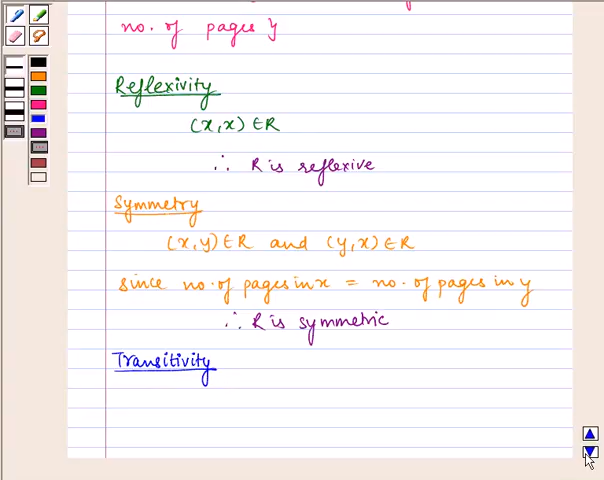 no. of pages }
Reflexivity
(x,x) ∈ R
∴ R is reflexive
Symmetry
(x,y) ∈ R and (y,x) ∈ R
since no. of pages in x = no. of pages in y
∴ R is symmetric
Transitivity